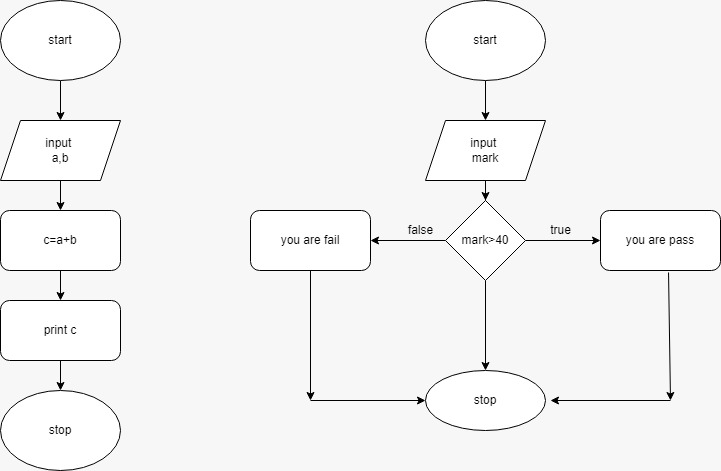 start
input
a,b
c=a+b
print c
stop
start
input
mark
mark>40
false
true
you are fail
you are pass
stop